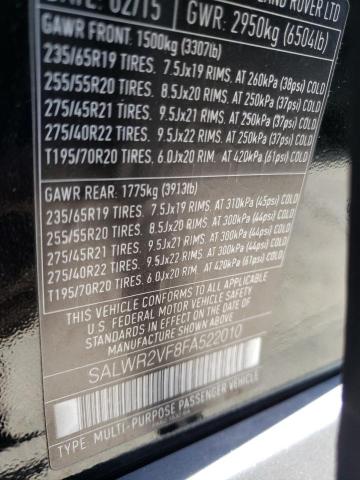 DATE: 02/15 LAND ROVER LTD
GWR: 2950kg (6504lb)
GAWR FRONT: 1500kg (3307lb)
235/65R19 TIRES. 7.5Jx19 RIMS, AT 260kPa (38psi) COLD
255/55R20 TIRES. 8.5Jx20 RIMS. AT 250kPa (37psi) COLD
275/45R21 TIRES. 9.5Jx21 RIMS. AT 250kPa (37psi) COLD
275/40R22 TIRES. 9.5Jx22 RIMS, AT 250kPa (37psi) COLD
T195/70R20 TIRES. 6.0Jx20 RIM. AT 420kPa (61psi) COLD
GAWR REAR: 1775kg (3913lb)
235/65R19 TIRES. 7.5Jx19 RIMS. AT 310kPa (45psi) COLD
255/55R20 TIRES. 8.5Jx20 RIMS. AT 300kPa (44psi) COLD
275/45R21 TIRES. 9.5Jx21 RIMS. AT 300kPa (44psi) COLD
275/40R22 TIRES. 9.5Jx22 RIMS. AT 300kPa (44psi) COLD
T195/70R20 TIRES. 6.0Jx20 RIM. AT 420kPa (61psi) COLD
THIS VEHICLE CONFORMS TO ALL APPLICABLE
U.S. FEDERAL MOTOR VEHICLE SAFETY STANDARDS
IN EFFECT ON THE DATE OF MANUFACTURE SHOWN ABOVE.
SALWR2VF8FA522010
TYPE: MULTI-PURPOSE PASSENGER VEHICLE